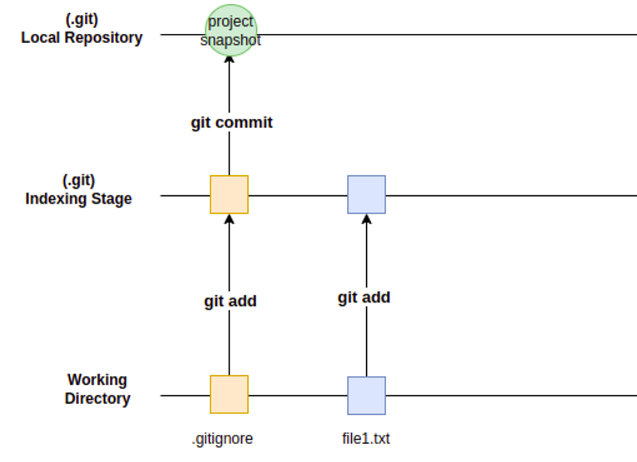 (.git)
Local Repository
project
snapshot
git commit
(.git)
Indexing Stage
git add
git add
Working
Directory
.gitignore
file1.txt